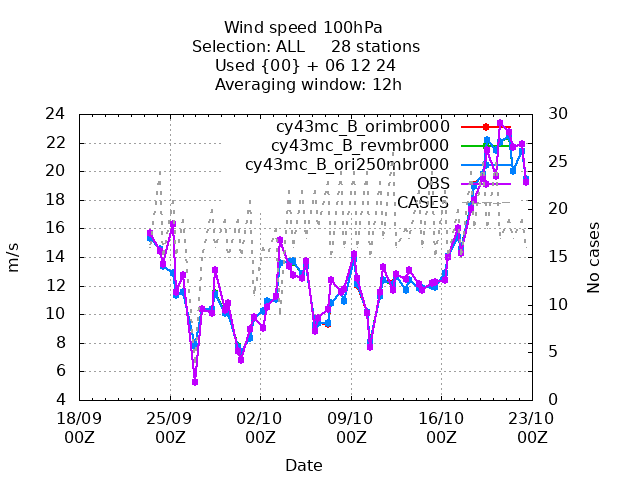 Wind speed 100hPa
Selection: ALL 28 stations
Used {00} + 06 12 24
Averaging window: 12h
24
22
20
18
16
14
12
10
8
6
4
30
25
20
15
10
5
0
cy43mc_B_orimbr000
cy43mc_B_revmbr000
cy43mc_B_ori250mbr000
OBS
CASES
m/s
No cases
18/09 25/09 02/10 09/10 16/10 23/10
00Z 00Z 00Z 00Z 00Z 00Z
Date